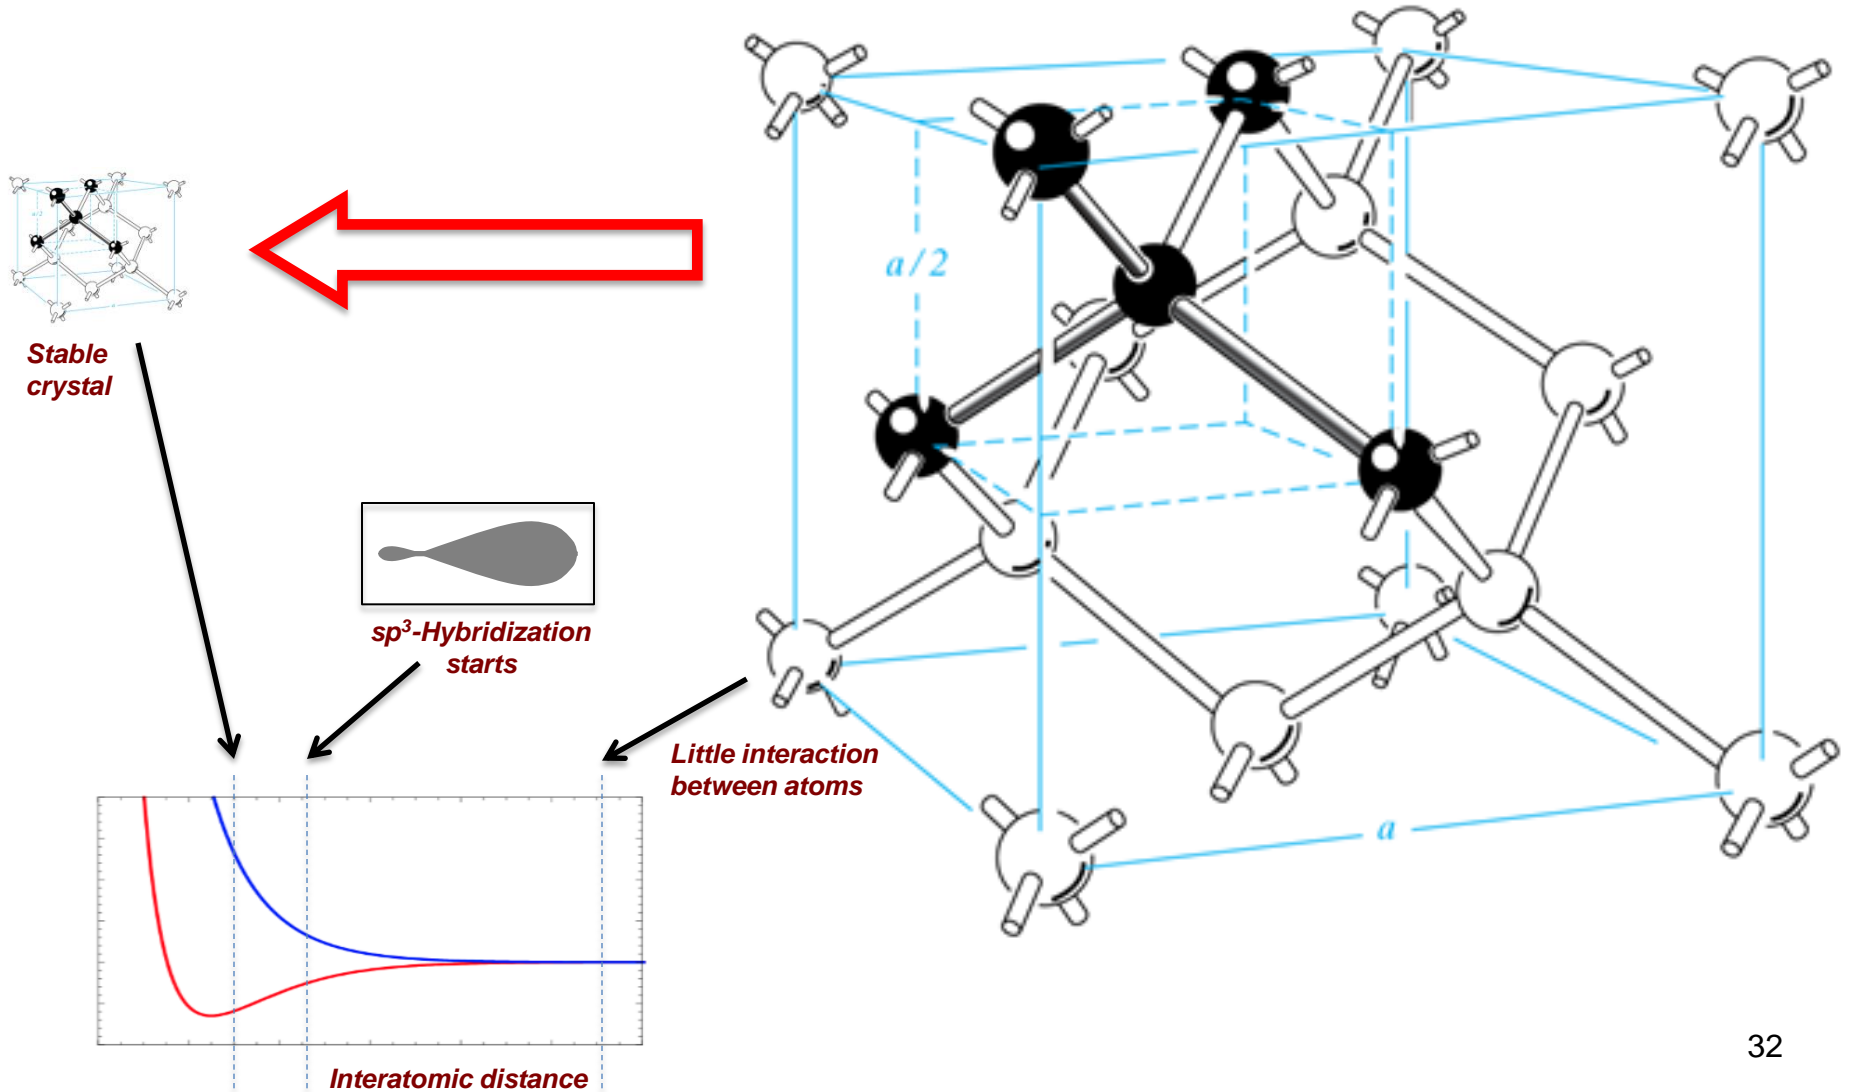 a/2
Stable
crystal
sp³-Hybridization
starts
Little interaction
between atoms
a
Interatomic distance
32